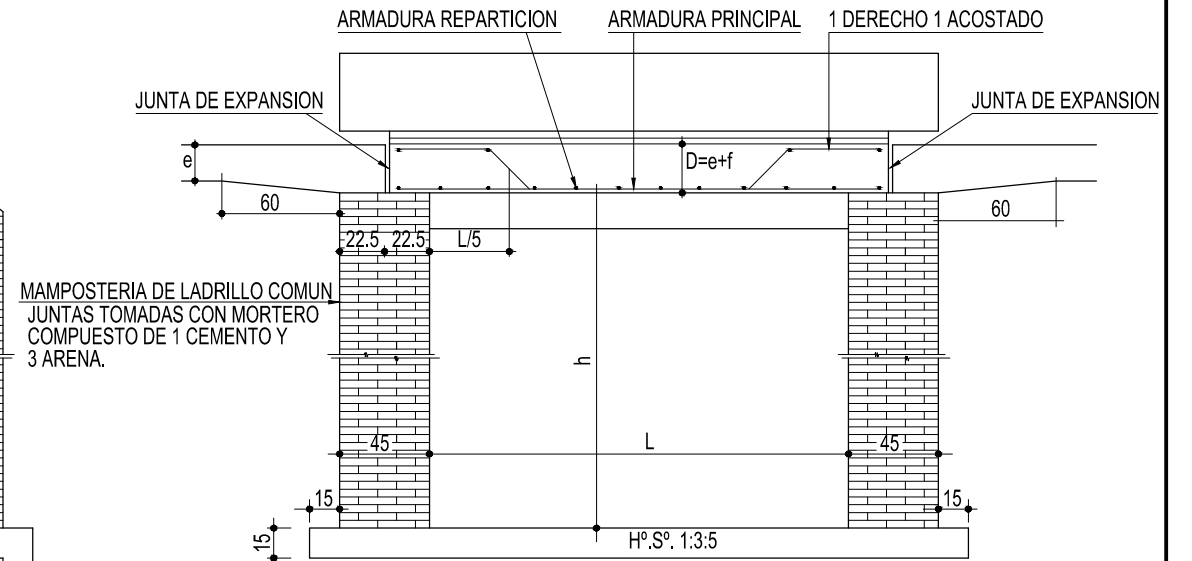 ARMADURA REPARTICION
ARMADURA PRINCIPAL
1 DERECHO 1 ACOSTADO
JUNTA DE EXPANSION
JUNTA DE EXPANSION
e
D=e+f
60
60
22.5
22.5
L/5
MAMPOSTERIA DE LADRILLO COMUN
JUNTAS TOMADAS CON MORTERO
COMPUESTO DE 1 CEMENTO Y
3 ARENA.
h
45
L
45
15
15
15
Hº.Sº. 1:3:5